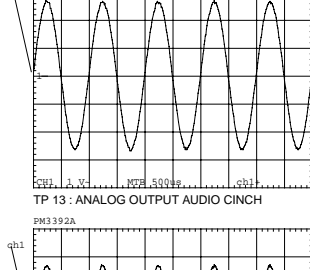 1
CH1 1 V~ MTB 500us ch1+
TP 13 : ANALOG OUTPUT AUDIO CINCH
PM3392A
ch1